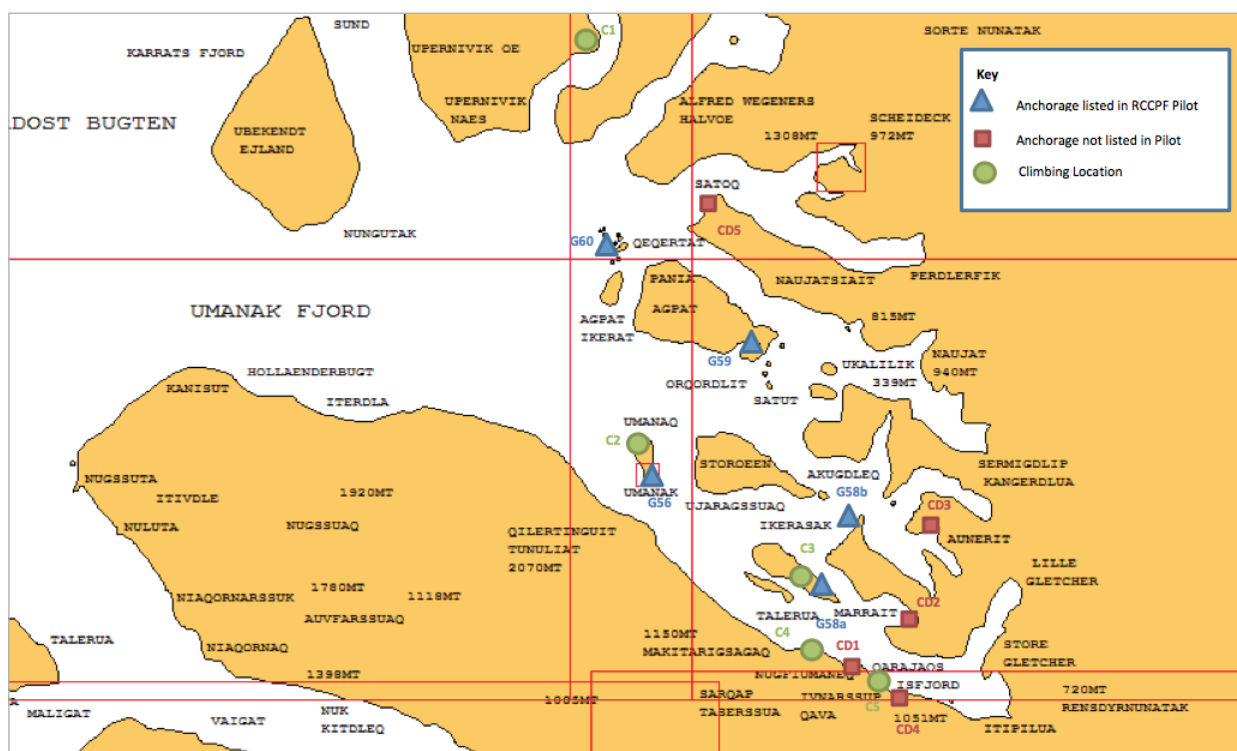 SUND
C1
KARRATS FJORD
UPERNIVIK OE
SORTE NUNATAK
Key
Anchorage listed in RCCPF Pilot
Anchorage not listed in Pilot
Climbing Location
UPERNIVIK
NAES
ALFRED WEGENERS
HALVOE
1308MT
SCHEIDECK
972MT
RDOST BUGTEN
UBEKENDT
EJLAND
SATOQ
CD5
NUNGUTAK
G60
QEQERTAT
PANIA
AGPAT
NAUJATSIAIT
PERDLERFIK
UMANAK FJORD
AGPAT
IKERAT
815MT
G59
UKALILIK
339MT
NAUJAT
940MT
HOLLAENDERBUGT
KANISUT
ITERDLA
ORQORDLIT
SATUT
C2
UMANAQ
STOROEEN
AKUGDLEQ
SERMIGDLIP
KANGERDLUA
NUGSSUTA
ITIVDLE
1920MT
UMANAK
G56
UJARAGSSUAQ
G58b
IKERASAK
CD3
AUNERIT
NULUTA
NUGSSUAQ
QILERTINGUIT
TUNULIAT
2070MT
C3
LILLE
GLETCHER
1780MT
1118MT
NIAQORNARSSUK
AUVFARSSUAQ
TALERUA
G58a
MARRAIT
CD2
TALERUA
NIAQORNAQ
1150MT
MAKITARIGSAGAQ
C4
CD1
STORE
GLETCHER
1398MT
NUGFIUMANEQ
QARAJAOS
ISFJORD
1005MT
SARQAP
TASERSSUA
IVNARSSUP
QAVA
C5
1051MT
CD4
720MT
RENSDYRNUNATAK
ITIPILUA
MALIGAT
VAIGAT
NUK
KITDLEQ